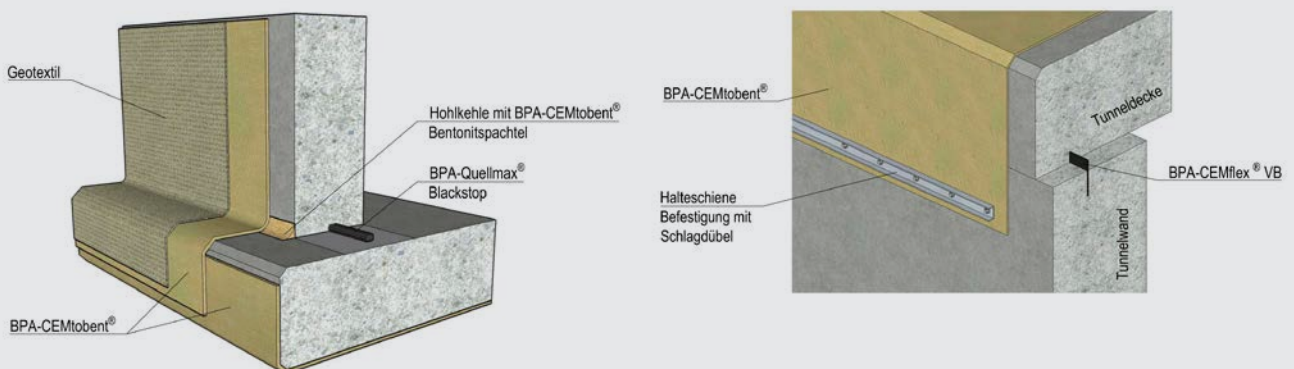 Geotextil
Hohlkehle mit BPA-CEMtobent®
Bentonitspachtel
BPA-Quellmax®
Blackstop
BPA-CEMtobent®
BPA-CEMtobent®
Tunneldecke
BPA-CEMflex® VB
Halteschiene
Befestigung mit
Schlagdübel
Tunnelwand